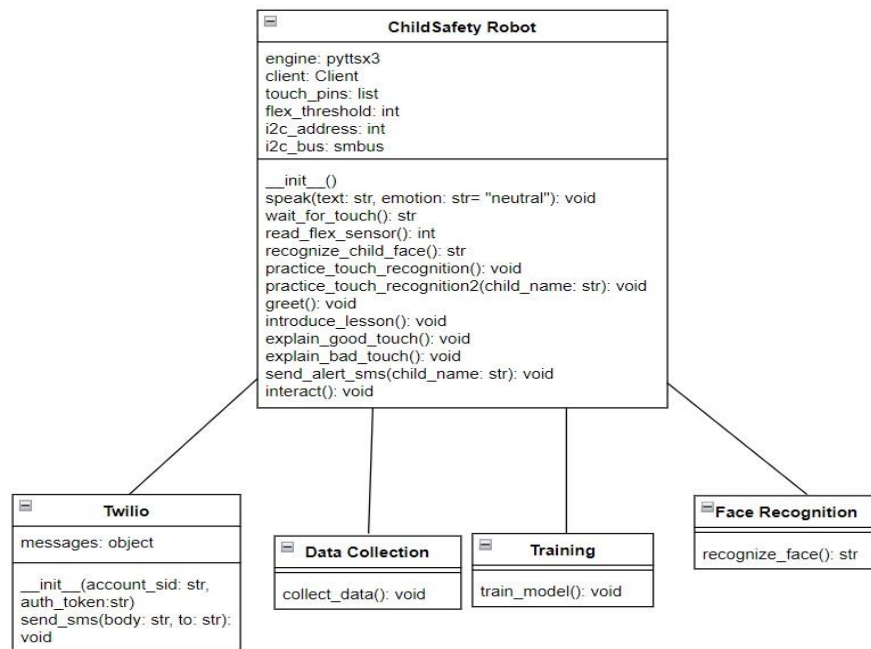 ChildSafety Robot
engine: pyttsx3
client: Client
touch_pins: list
flex_threshold: int
i2c_address: int
i2c_bus: smbus
__init__()
speak(text: str, emotion: str= "neutral"): void
wait_for_touch(): str
read_flex_sensor(): int
recognize_child_face(): str
practice_touch_recognition(): void
practice_touch_recognition2(child_name: str): void
greet(): void
introduce_lesson(): void
explain_good_touch(): void
explain_bad_touch(): void
send_alert_sms(child_name: str): void
interact(): void
Twilio
messages: object
__init__(account_sid: str,
auth_token:str)
send_sms(body: str, to: str):
void
Data Collection
collect_data(): void
Training
train_model(): void
Face Recognition
recognize_face(): str